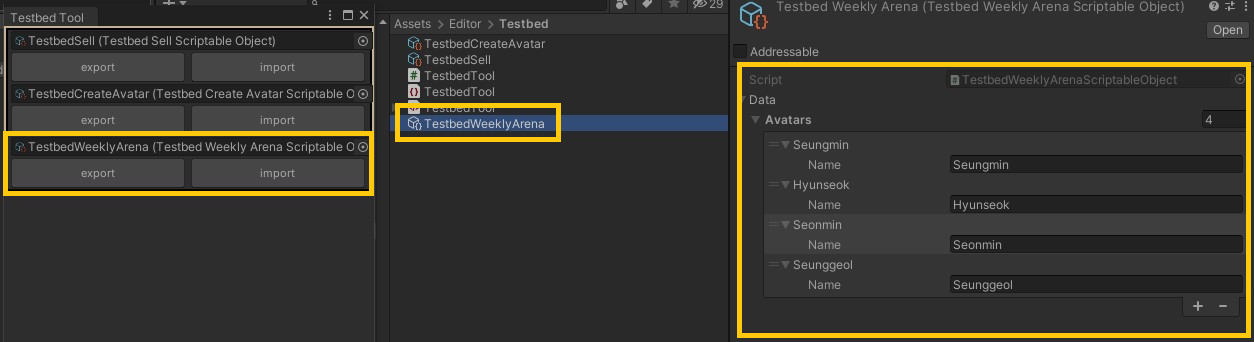 Testbed Tool
TestbedSell (Testbed Sell Scriptable Object)
export import
TestbedCreateAvatar (Testbed Create Avatar Scriptable O
export import
TestbedWeeklyArena (Testbed Weekly Arena Scriptable O
export import
29
Assets > Editor > Testbed
TestbedCreateAvatar
TestbedSell
TestbedTool
TestbedTool
TestbedTool
TestbedWeeklyArena
Testbed Weekly Arena (Testbed Weekly Arena Scriptable Object)
Open
Addressable
Script TestbedWeeklyArenaScriptableObject
Data
Avatars 4
Seungmin
Name Seungmin
Hyunseok
Name Hyunseok
Seonmin
Name Seonmin
Seunggeol
Name Seunggeol
+ −